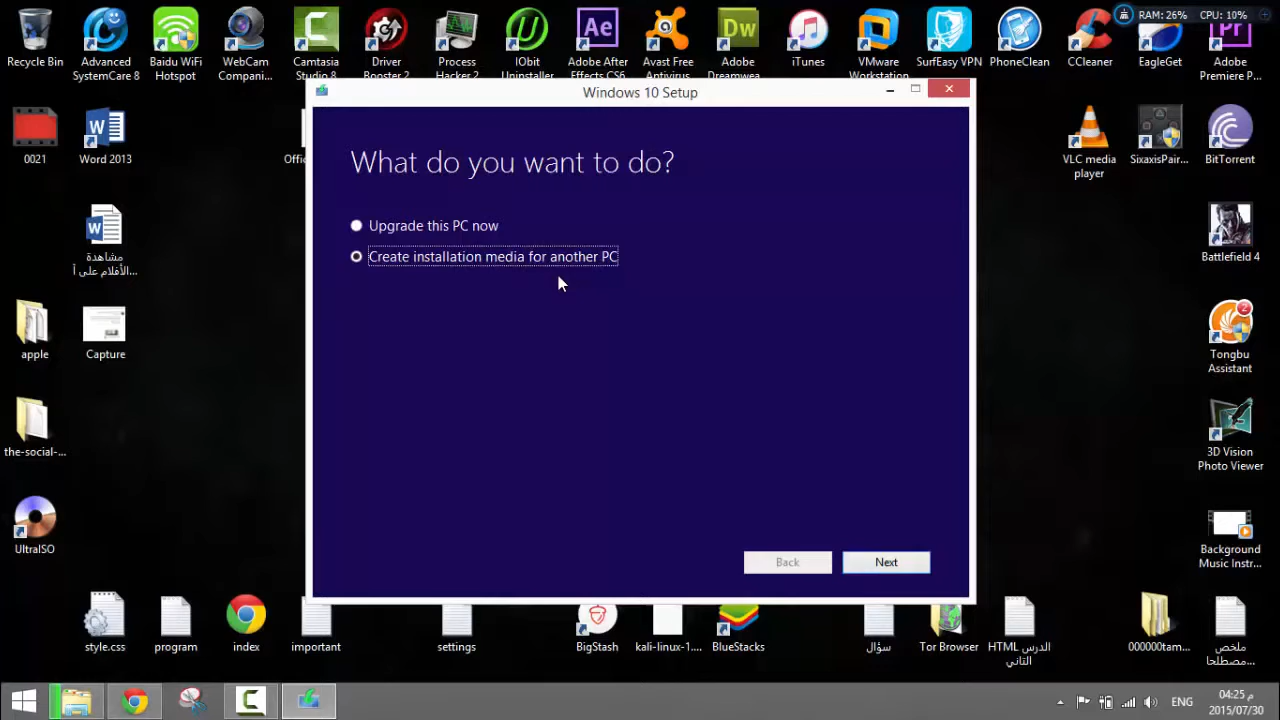 RAM: 26% CPU: 10%
Recycle Bin
Advanced
SystemCare 8
Baidu WiFi
Hotspot
WebCam
Compani...
Camtasia
Studio 8
Driver
Booster 2
Process
Hacker 2
IObit
Uninstaller
Ae
Adobe After
Effects CS6
Avast Free
Antivirus
Dw
Adobe
Dreamwea...
iTunes
VMware
Workstation
SurfEasy VPN
PhoneClean
CCleaner
EagleGet
Pr
Adobe
Premiere P...
Windows 10 Setup
What do you want to do?
Upgrade this PC now
Create installation media for another PC
Back
Next
0021
Word 2013
VLC media
player
SixaxisPair...
BitTorrent
مشاهدة
الأفلام على أ...
Battlefield 4
apple
Capture
2
Tongbu
Assistant
the-social-...
3D Vision
Photo Viewer
UltraISO
Background
Music Instr...
style.css
program
index
important
settings
BigStash
kali-linux-1....
BlueStacks
سؤال
Tor Browser
HTML الدرس
الثاني
000000tam...
ملخص
مصطلحا...
ENG
04:25 م
2015/07/30